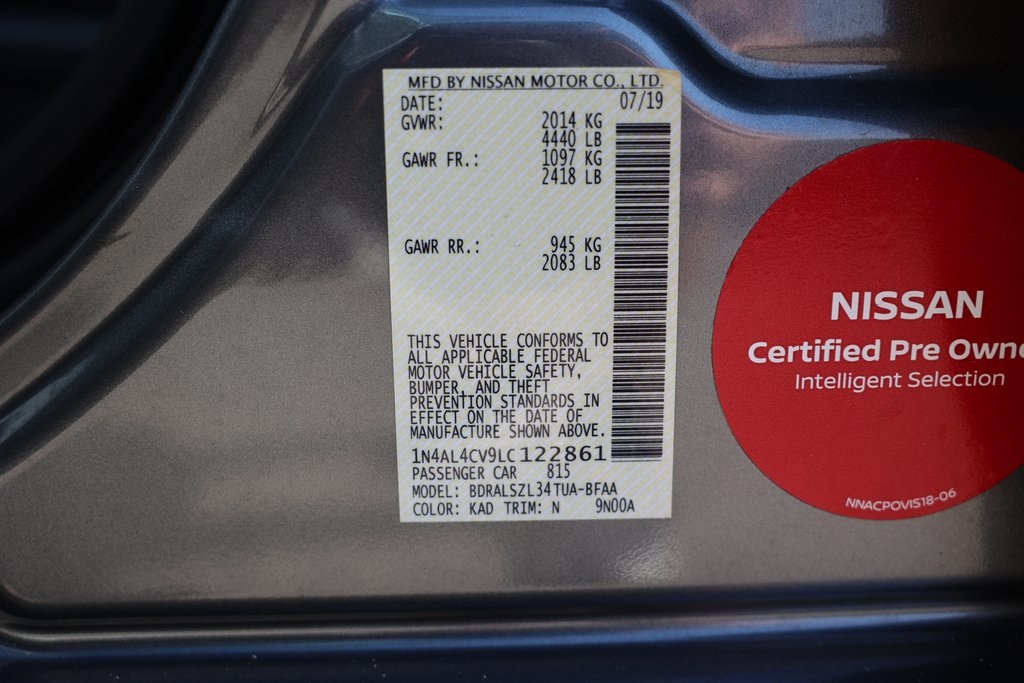 MFD BY NISSAN MOTOR CO., LTD.
DATE: 07/19
GVWR: 2014 KG
4440 LB
GAWR FR.: 1097 KG
2418 LB
GAWR RR.: 945 KG
2083 LB
THIS VEHICLE CONFORMS TO
ALL APPLICABLE FEDERAL
MOTOR VEHICLE SAFETY,
BUMPER, AND THEFT
PREVENTION STANDARDS IN
EFFECT ON THE DATE OF
MANUFACTURE SHOWN ABOVE.
1N4AL4CV9LC122861
PASSENGER CAR 815
MODEL: BDRALSZL34TUA-BFAA
COLOR: KAD TRIM: N 9N00A
NISSAN
Certified Pre Owne
Intelligent Selection
NNACPOVIS18-06